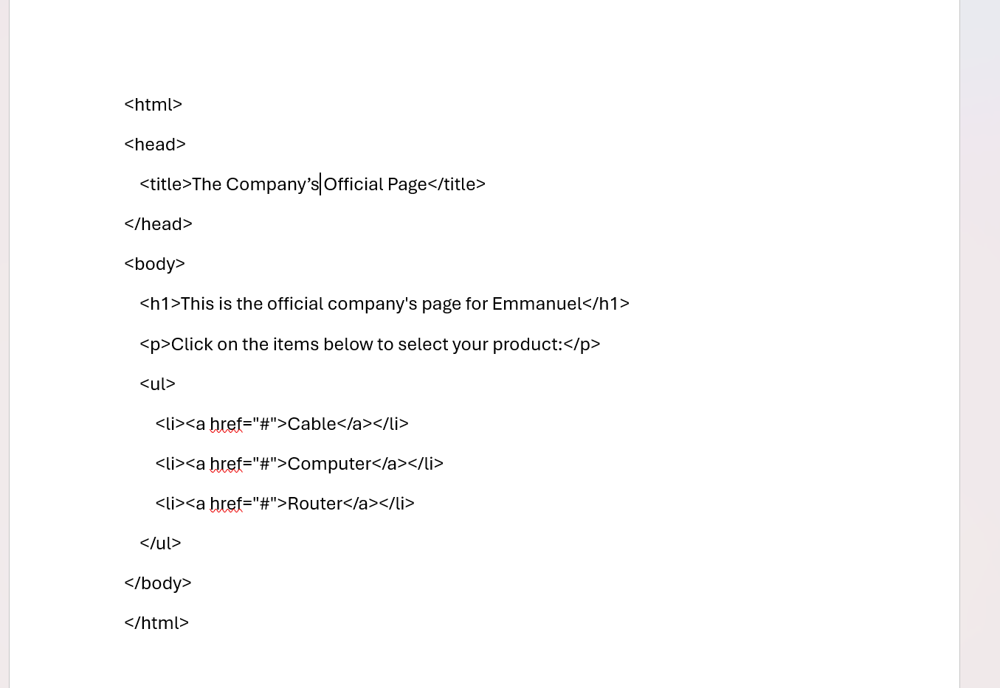 <html>
<head>
<title>The Company’s Official Page</title>
</head>
<body>
<h1>This is the official company's page for Emmanuel</h1>
<p>Click on the items below to select your product:</p>
<ul>
<li><a href="#">Cable</a></li>
<li><a href="#">Computer</a></li>
<li><a href="#">Router</a></li>
</ul>
</body>
</html>